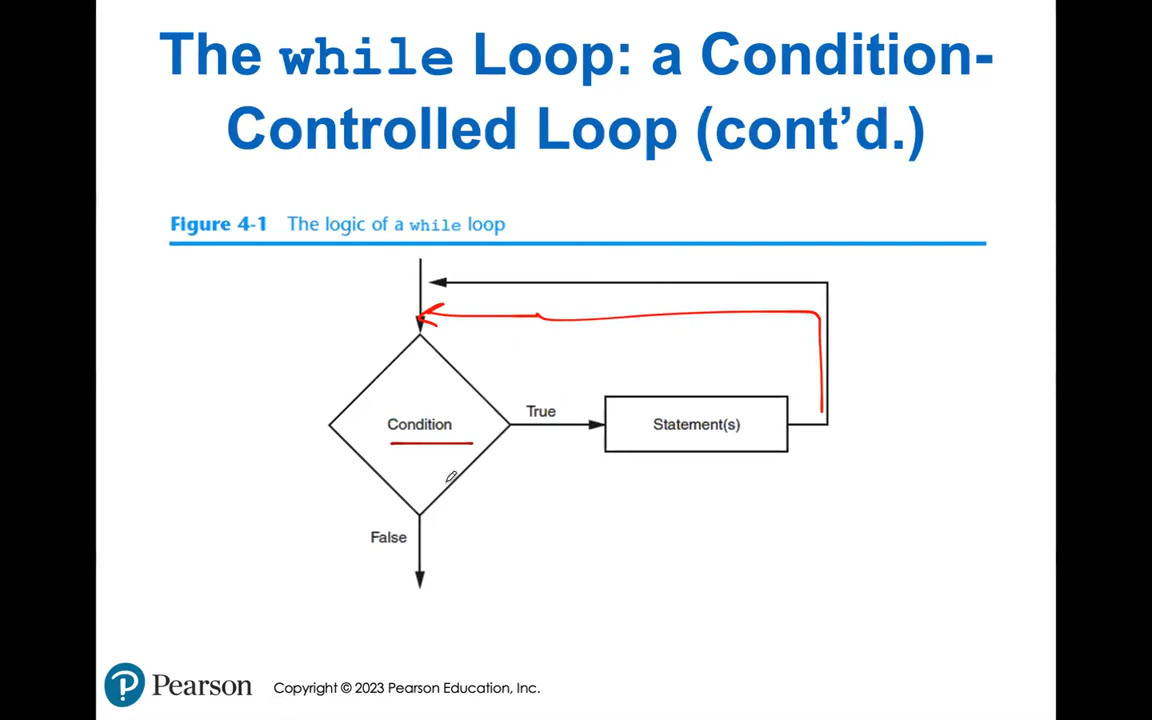 The while Loop: a Condition-
Controlled Loop (cont’d.)
Figure 4-1 The logic of a while loop
Condition
True
Statement(s)
False
Pearson
Copyright © 2023 Pearson Education, Inc.